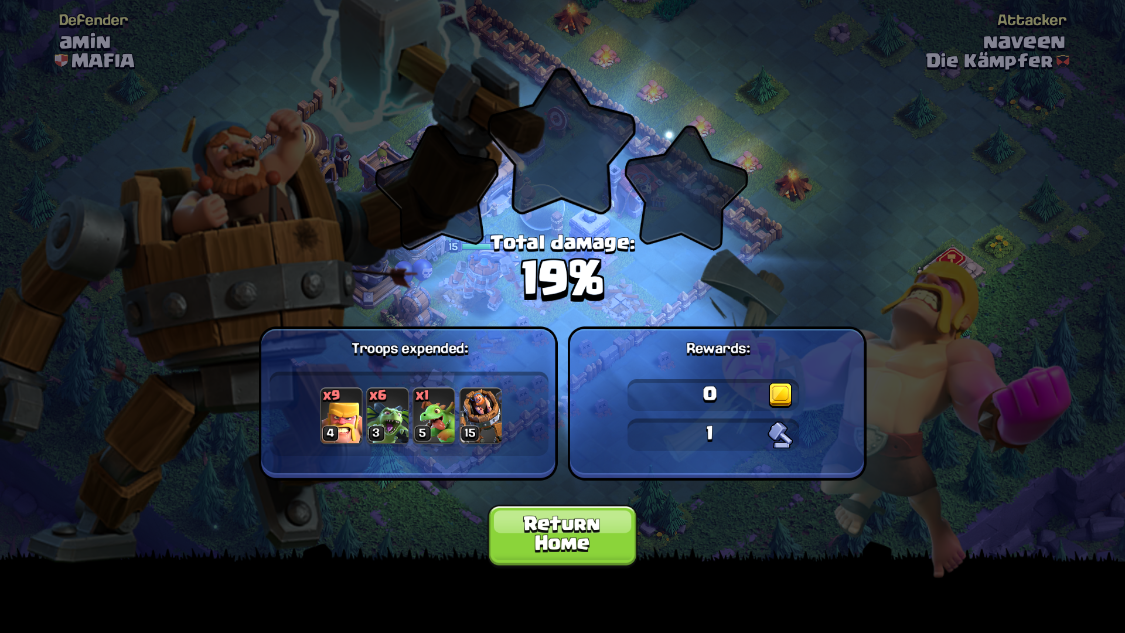 Defender
amin
MAFIA
Attacker
naveen
Die Kämpfer
15
Total damage:
19%
Troops expended:
x9
x6
x1
4
3
5
15
Rewards:
0
1
Return
Home